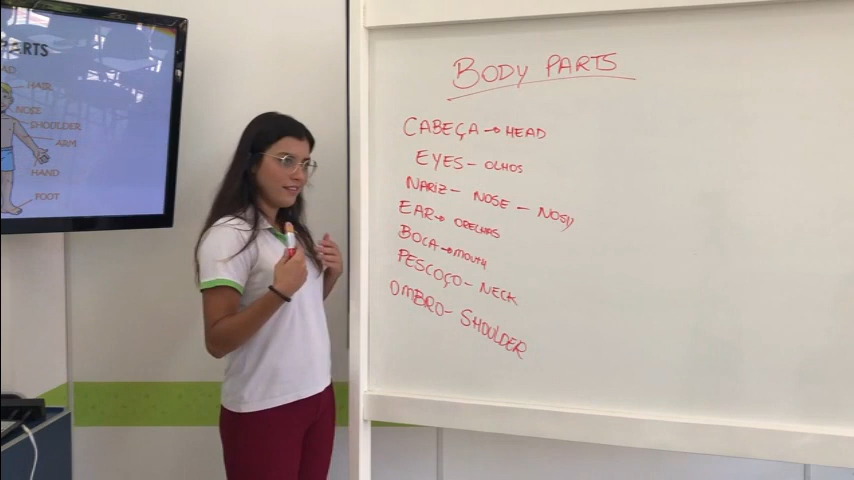 PARTS
HAIR
NOSE
SHOULDER
ARM
HAND
FOOT
BODY PARTS
CABEÇA → HEAD
EYES - OLHOS
NARIZ - NOSE - NOSY
EAR → ORELHAS
BOCA → MOUTH
PESCOÇO - NECK
OMBRO - SHOULDER